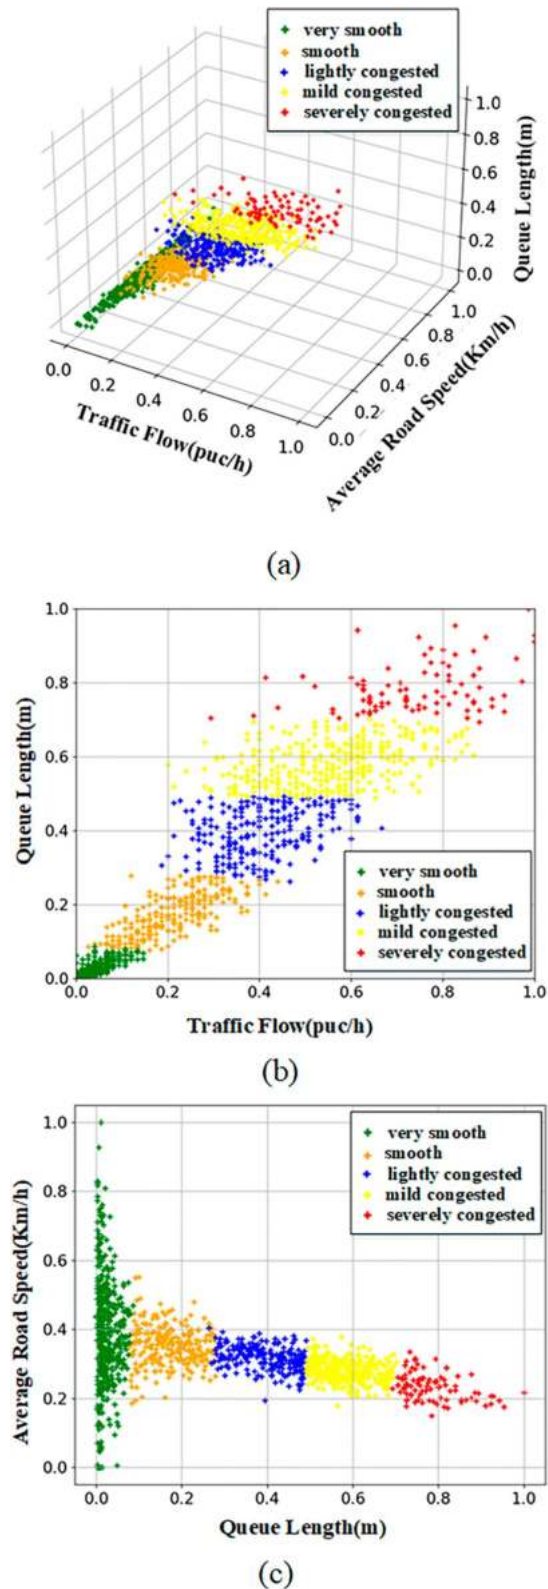 very smooth
smooth
lightly congested
mild congested
severely congested
1.0
0.8
0.6
0.4
0.2
0.0
Queue Length(m)
0.0
0.2
0.4
0.6
0.8
1.0
Traffic Flow(puc/h)
0.0
0.2
0.4
0.6
0.8
1.0
Average Road Speed(Km/h)
(a)
1.0
0.8
0.6
0.4
0.2
0.0
Queue Length(m)
very smooth
smooth
lightly congested
mild congested
severely congested
0.0 0.2 0.4 0.6 0.8 1.0
Traffic Flow(puc/h)
(b)
1.0
0.8
0.6
0.4
0.2
0.0
Average Road Speed(Km/h)
very smooth
smooth
lightly congested
mild congested
severely congested
0.0 0.2 0.4 0.6 0.8 1.0
Queue Length(m)
(c)